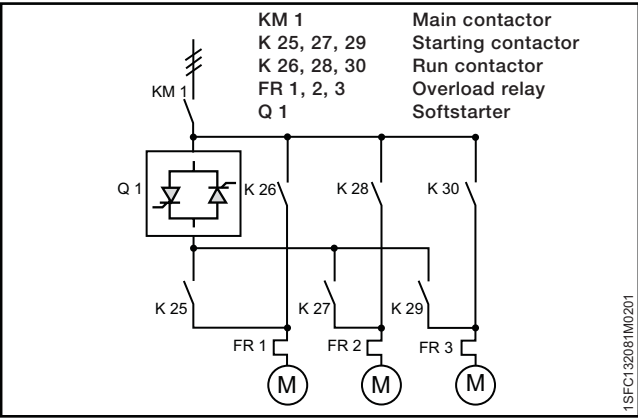 KM 1 Main contactor
K 25, 27, 29 Starting contactor
K 26, 28, 30 Run contactor
FR 1, 2, 3 Overload relay
Q 1 Softstarter
KM 1
Q 1
K 26
K 28
K 30
K 25
K 27
K 29
FR 1
FR 2
FR 3
M
M
M
1SFC132081M0201